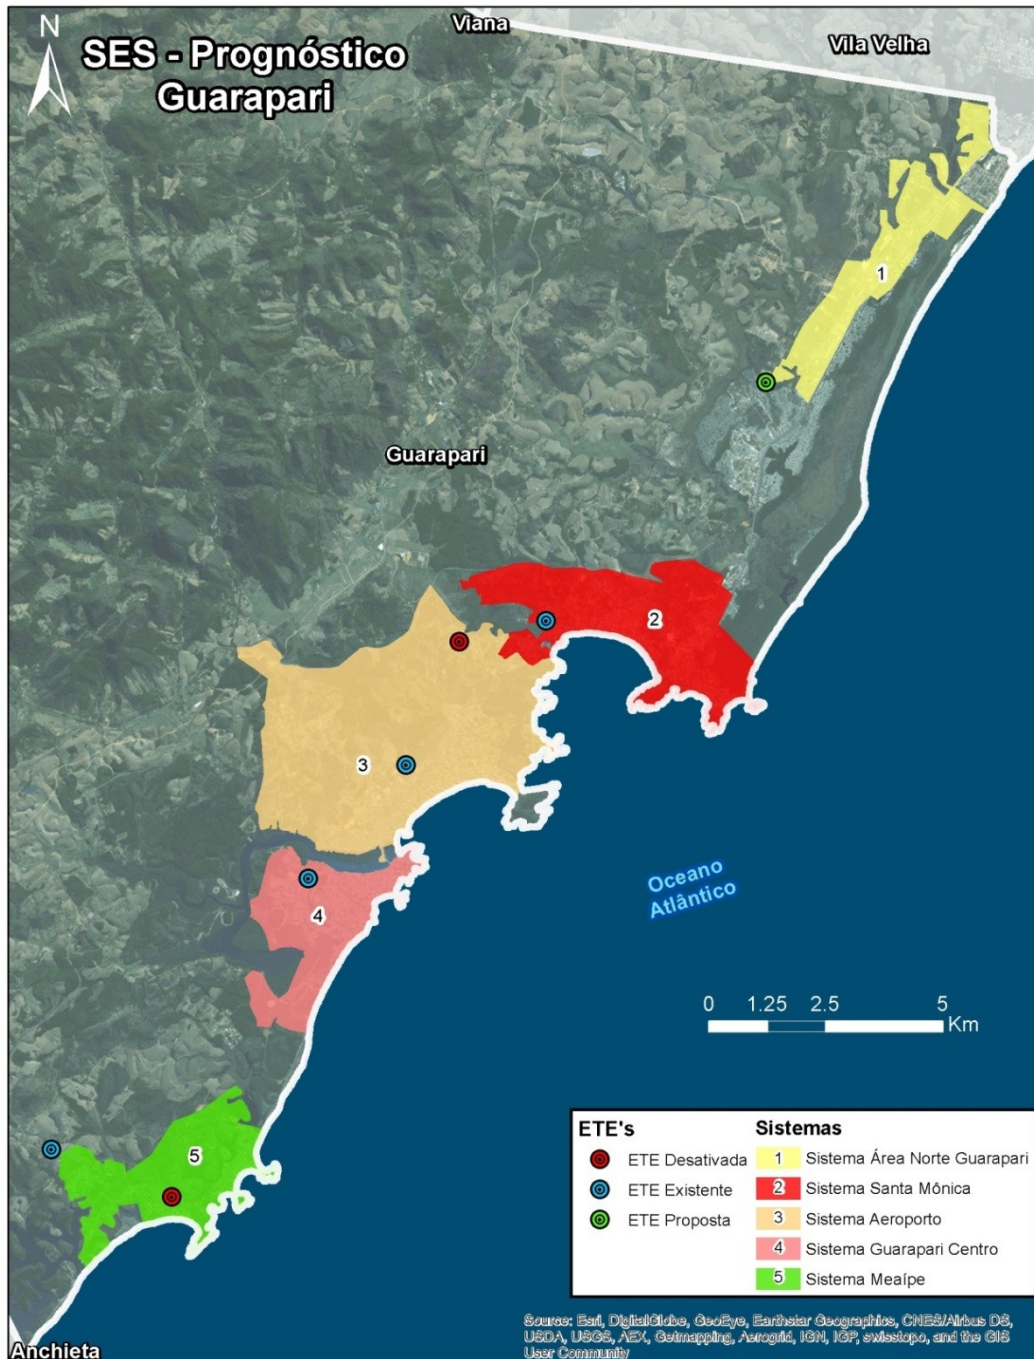 Viana
Vila Velha
N
SES - Prognóstico
Guarapari
1
Guarapari
2
3
4
Oceano
Atlântico
0 1.25 2.5 5
Km
5
ETE's
ETE Desativada
ETE Existente
ETE Proposta
Sistemas
1 Sistema Área Norte Guarapari
2 Sistema Santa Mônica
3 Sistema Aeroporto
4 Sistema Guarapari Centro
5 Sistema Meaípe
Source: Esri, DigitalGlobe, GeoEye, Earthstar Geographics, CNES/Airbus DS,
USDA, USGS, AEX, Getmapping, Aerogrid, IGN, IGP, swisstopo, and the GIS
User Community
Anchieta